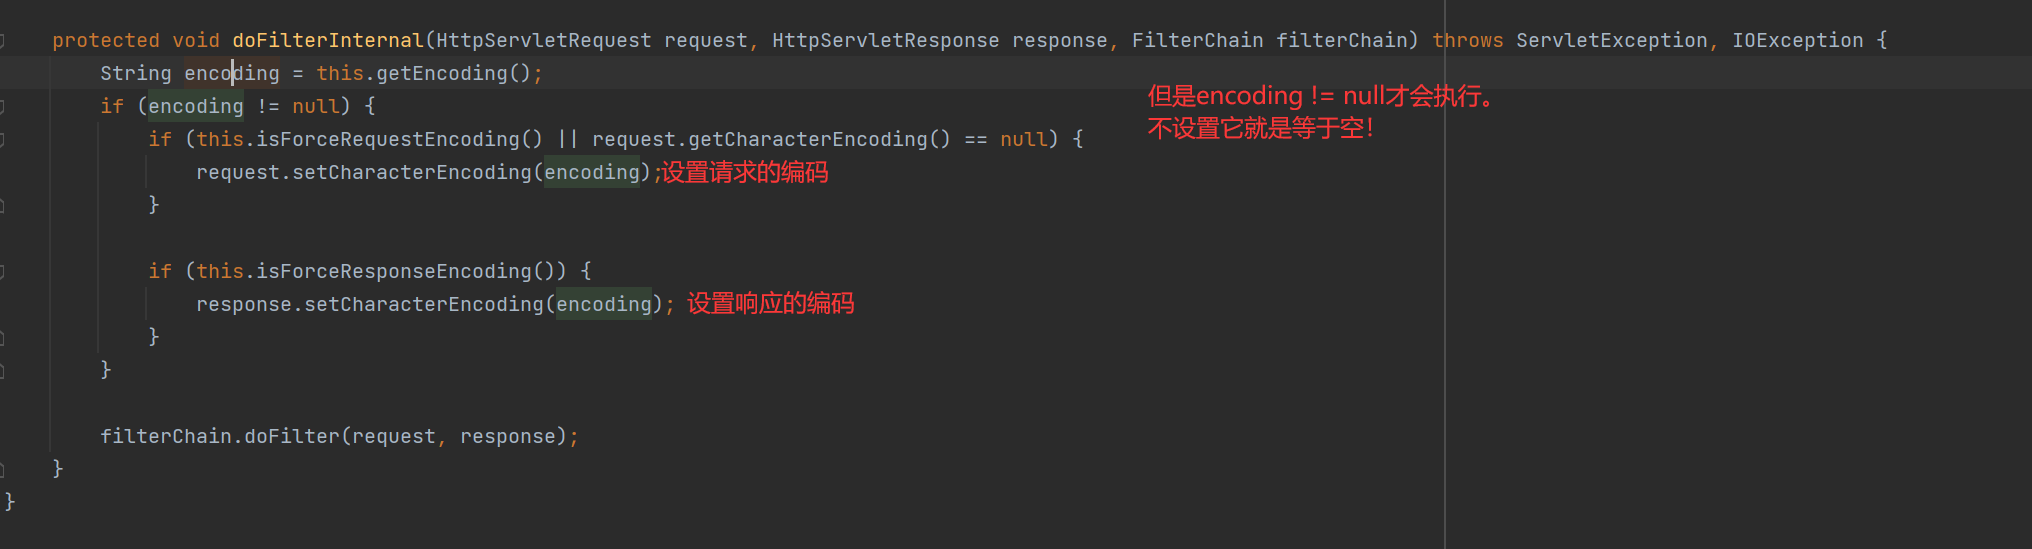 protected void doFilterInternal(HttpServletRequest request, HttpServletResponse response, FilterChain filterChain) throws ServletException, IOException {
String encoding = this.getEncoding();
if (encoding != null) {
但是encoding != null才会执行。
不设置它就是等于空！
if (this.isForceRequestEncoding() || request.getCharacterEncoding() == null) {
request.setCharacterEncoding(encoding);设置请求的编码
}
if (this.isForceResponseEncoding()) {
response.setCharacterEncoding(encoding); 设置响应的编码
}
}
filterChain.doFilter(request, response);
}
}